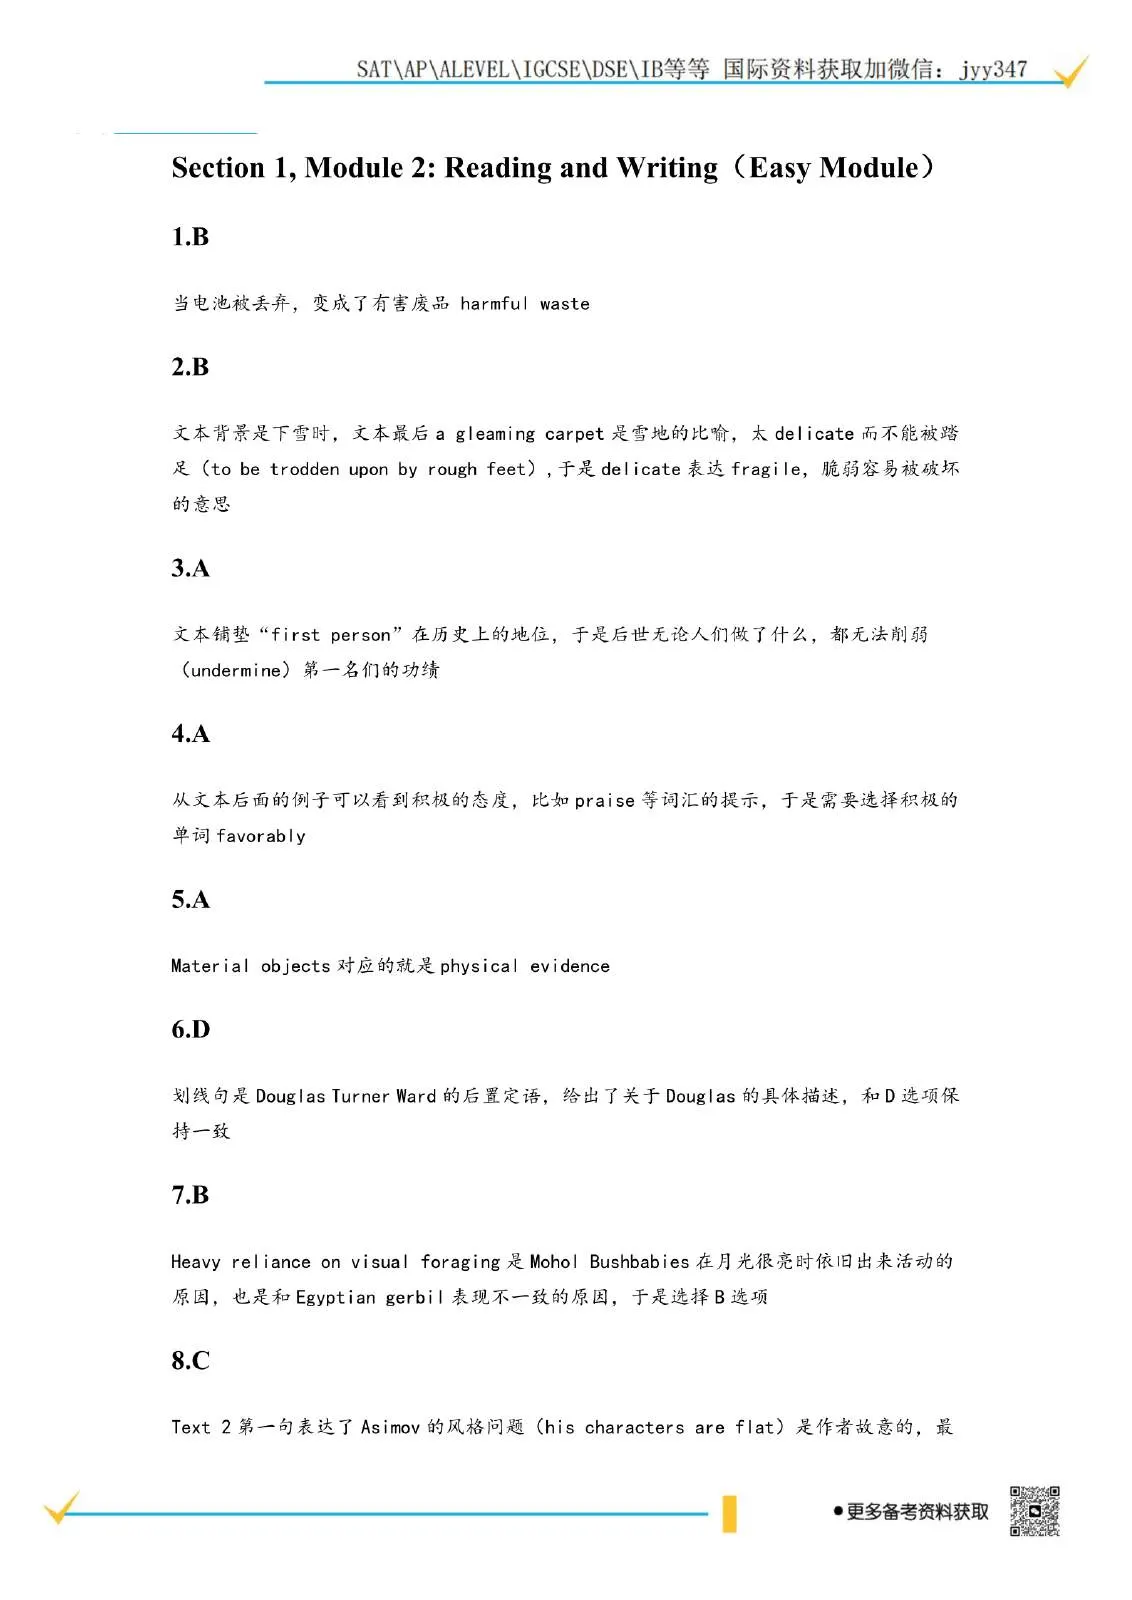 SAT\AP\ALEVEL\IGCSE\DSE\IB等等 国际资料获取加微信：jyy347
Section 1, Module 2: Reading and Writing（Easy Module）
1.B
当电池被丢弃，变成了有害废品 harmful waste
2.B
文本背景是下雪时，文本最后 a gleaming carpet 是雪地的比喻，太 delicate 而不能被踏
足（to be trodden upon by rough feet）,于是 delicate 表达 fragile，脆弱容易被破坏
的意思
3.A
文本铺垫“first person”在历史上的地位，于是后世无论人们做了什么，都无法削弱
（undermine）第一名们的功绩
4.A
从文本后面的例子可以看到积极的态度，比如 praise 等词汇的提示，于是需要选择积极的
单词 favorably
5.A
Material objects 对应的就是 physical evidence
6.D
划线句是 Douglas Turner Ward 的后置定语，给出了关于 Douglas 的具体描述，和 D 选项保
持一致
7.B
Heavy reliance on visual foraging 是 Mohol Bushbabies 在月光很亮时依旧出来活动的
原因，也是和 Egyptian gerbil 表现不一致的原因，于是选择 B 选项
8.C
Text 2 第一句表达了 Asimov 的风格问题（his characters are flat）是作者故意的，最
●更多备考资料获取